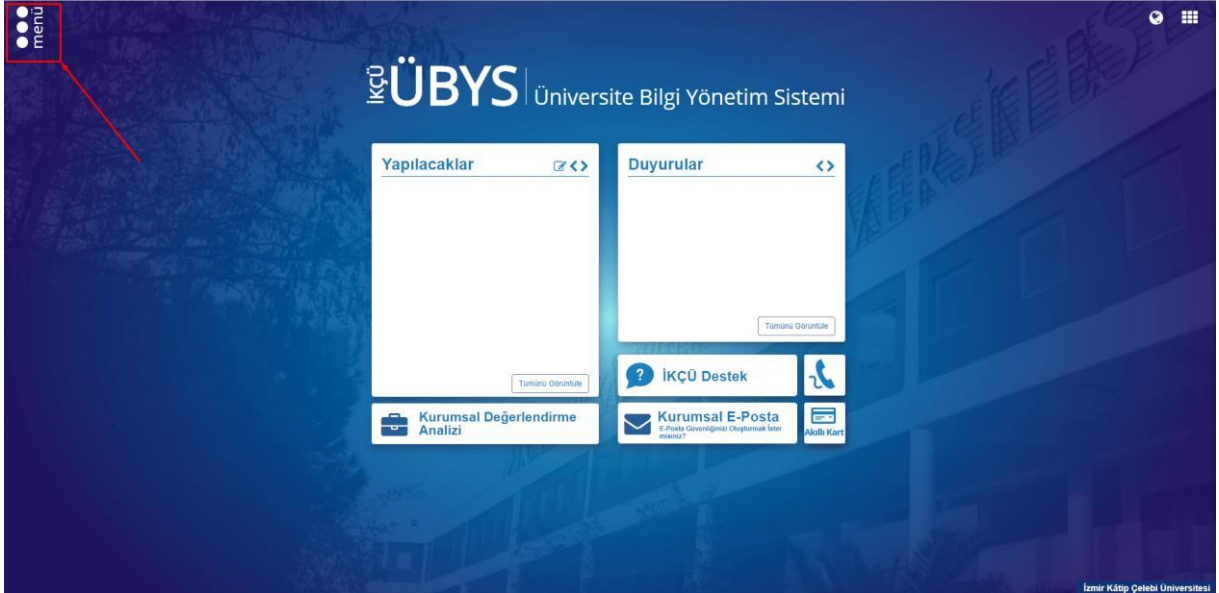 menü
İKÇÜ ÜBYS Üniversite Bilgi Yönetim Sistemi
Yapılacaklar
Tümünü Görüntüle
Kurumsal Değerlendirme
Analizi
Duyurular
Tümünü Görüntüle
İKÇÜ Destek
Kurumsal E-Posta
E-Posta Güvenliğinizi Oluşturmak İster
misiniz?
Akıllı Kart
İzmir Kâtip Çelebi Üniversitesi